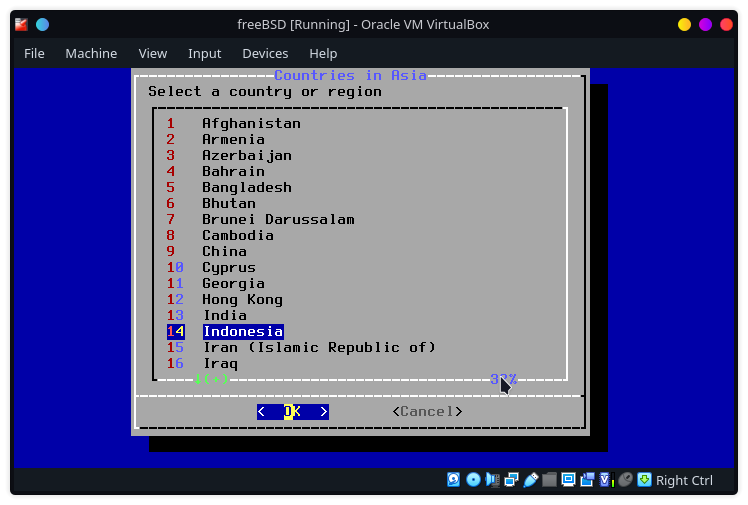 freeBSD [Running] - Oracle VM VirtualBox
File Machine View Input Devices Help
Countries in Asia
Select a country or region
1 Afghanistan
2 Armenia
3 Azerbaijan
4 Bahrain
5 Bangladesh
6 Bhutan
7 Brunei Darussalam
8 Cambodia
9 China
10 Cyprus
11 Georgia
12 Hong Kong
13 India
14 Indonesia
15 Iran (Islamic Republic of)
16 Iraq
↓(+)
< OK > <Cancel>
Right Ctrl